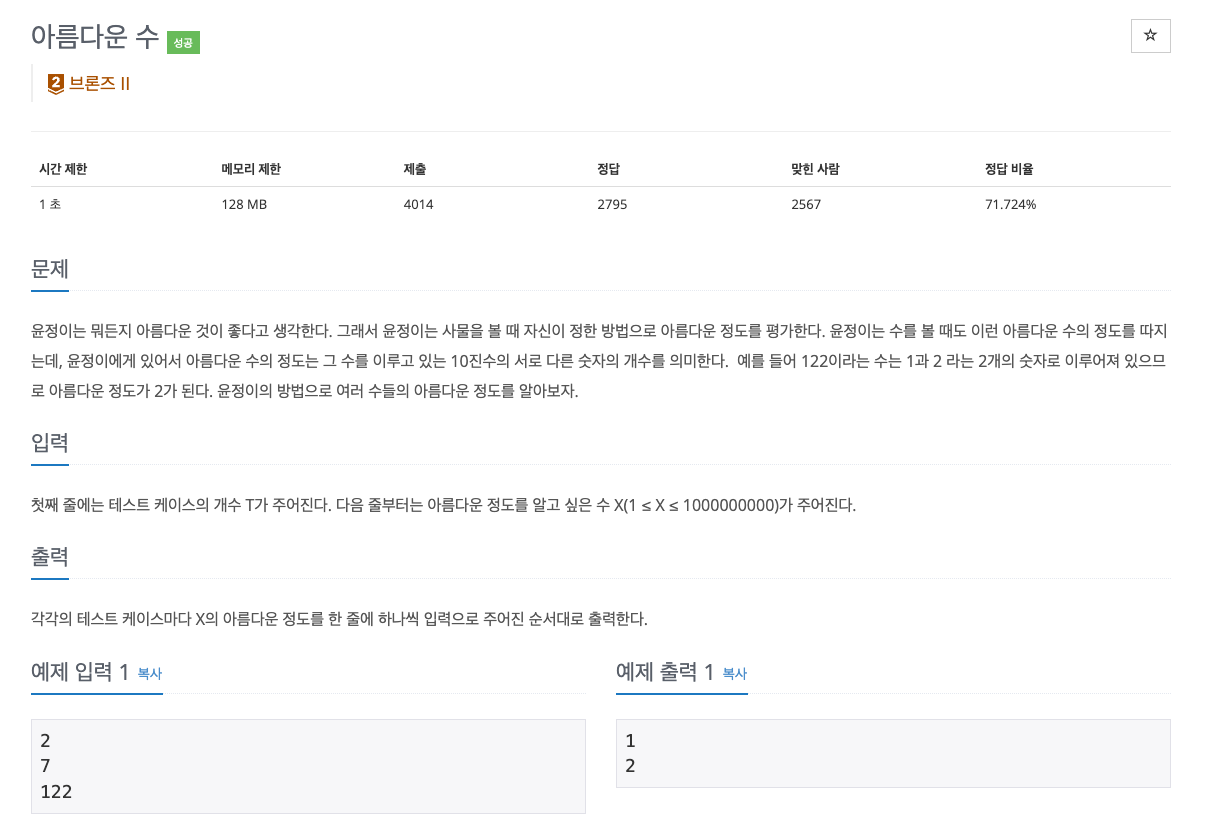 아름다운 수 성공
☆
2 브론즈 II
시간 제한 메모리 제한 제출 정답 맞힌 사람 정답 비율
1 초 128 MB 4014 2795 2567 71.724%
문제
윤정이는 뭐든지 아름다운 것이 좋다고 생각한다. 그래서 윤정이는 사물을 볼 때 자신이 정한 방법으로 아름다운 정도를 평가한다. 윤정이는 수를 볼 때도 이런 아름다운 수의 정도를 따지
는데, 윤정이에게 있어서 아름다운 수의 정도는 그 수를 이루고 있는 10진수의 서로 다른 숫자의 개수를 의미한다. 예를 들어 122이라는 수는 1과 2 라는 2개의 숫자로 이루어져 있으므
로 아름다운 정도가 2가 된다. 윤정이의 방법으로 여러 수들의 아름다운 정도를 알아보자.
입력
첫째 줄에는 테스트 케이스의 개수 T가 주어진다. 다음 줄부터는 아름다운 정도를 알고 싶은 수 X(1 ≤ X ≤ 1000000000)가 주어진다.
출력
각각의 테스트 케이스마다 X의 아름다운 정도를 한 줄에 하나씩 입력으로 주어진 순서대로 출력한다.
예제 입력 1 복사
2
7
122
예제 출력 1 복사
1
2